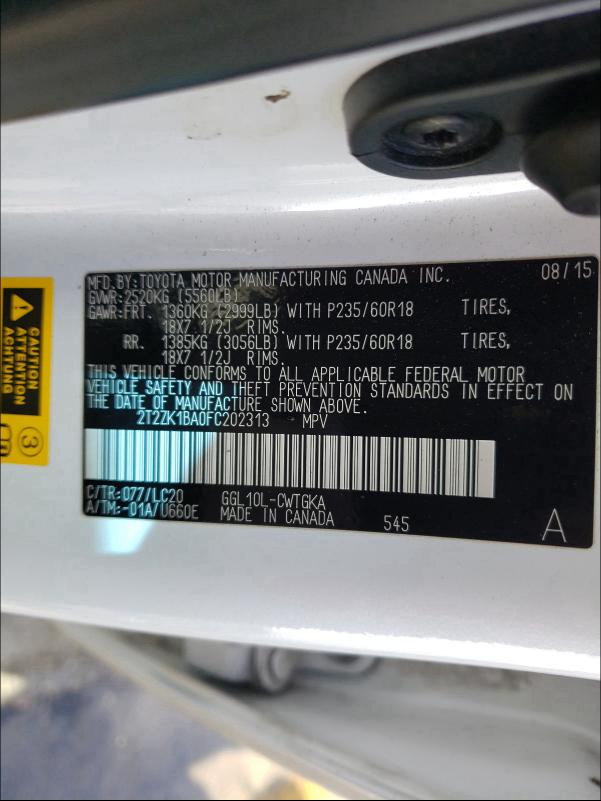 MFD.BY:TOYOTA MOTOR-MANUFACTURING CANADA INC. 08/15
GVWR:2520KG (5560LB)
GAWR:FRT. 1360KG (2999LB) WITH P235/60R18 TIRES,
18X7 1/2J RIMS.
RR. 1385KG (3056LB) WITH P235/60R18 TIRES,
18X7 1/2J RIMS.
THIS VEHICLE CONFORMS TO ALL APPLICABLE FEDERAL MOTOR
VEHICLE SAFETY AND THEFT PREVENTION STANDARDS IN EFFECT ON
THE DATE OF MANUFACTURE SHOWN ABOVE.
2T2ZK1BA0FC202313 MPV
C/TR:077/LC20 GGL10L-CWTGKA
A/TM:-01A/U660E MADE IN CANADA 545 A
CAUTION
ATTENTION
ACHTUNG
3